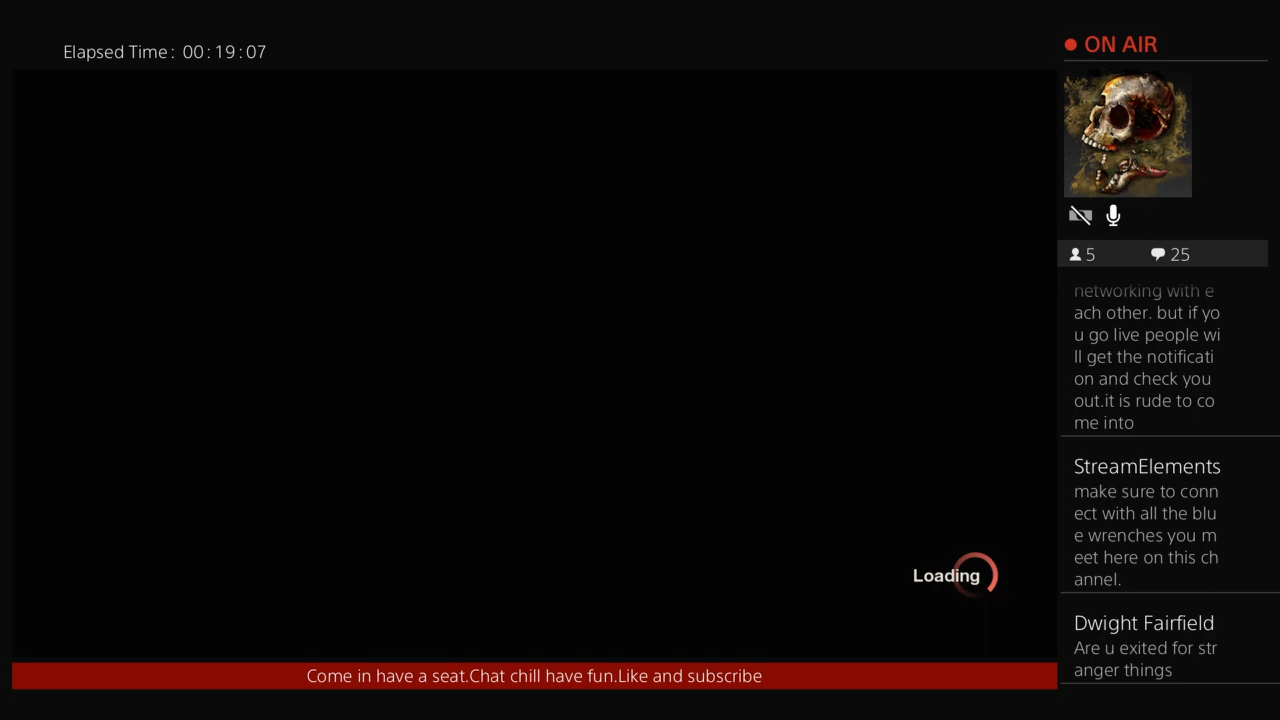 Elapsed Time: 00:19:07
ON AIR
5 25
networking with e
ach other. but if yo
u go live people wi
ll get the notificati
on and check you
out.it is rude to co
me into
StreamElements
make sure to conn
ect with all the blu
e wrenches you m
eet here on this ch
annel.
Loading
Dwight Fairfield
Are u exited for str
anger things
Come in have a seat.Chat chill have fun.Like and subscribe